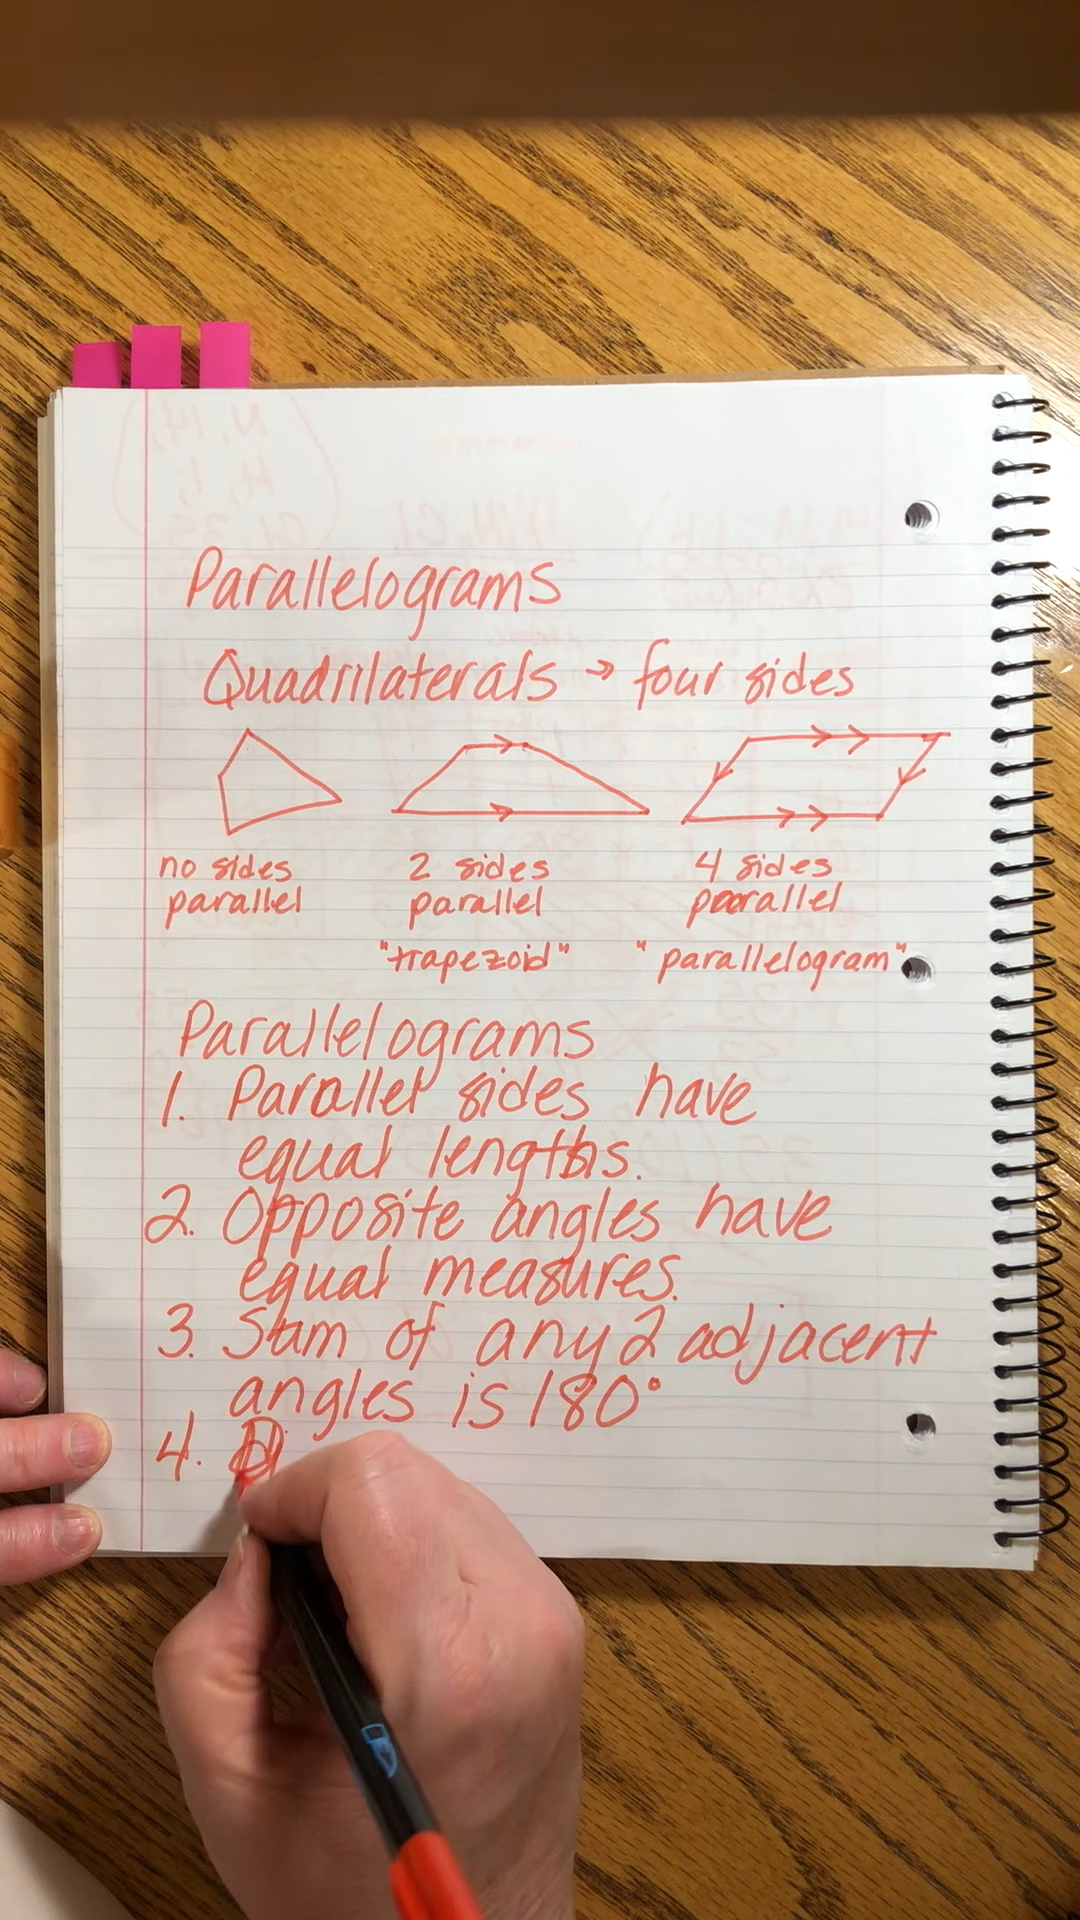 Parallelograms
Quadrilaterals → four sides
no sides parallel
2 sides parallel
"trapezoid"
4 sides parallel
"parallelogram"
Parallelograms
1. Parallel sides have
equal lengths.
2. Opposite angles have
equal measures.
3. Sum of any 2 adjacent
angles is 180°
4.